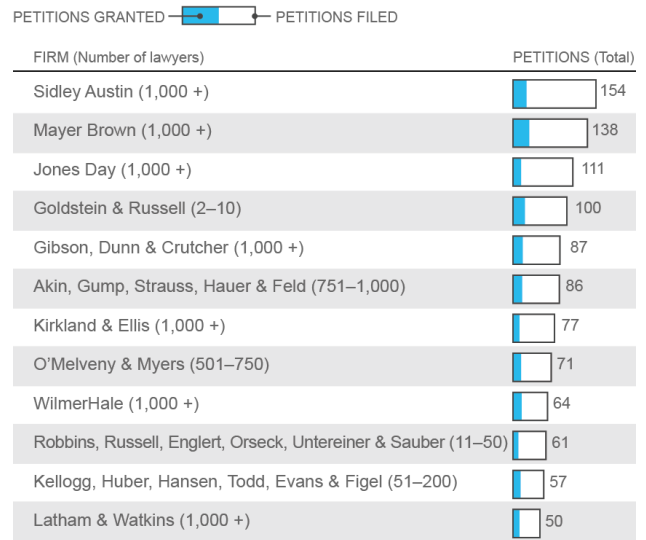 PETITIONS GRANTED PETITIONS FILED
FIRM (Number of lawyers) PETITIONS (Total)
Sidley Austin (1,000 +) 154
Mayer Brown (1,000 +) 138
Jones Day (1,000 +) 111
Goldstein & Russell (2–10) 100
Gibson, Dunn & Crutcher (1,000 +) 87
Akin, Gump, Strauss, Hauer & Feld (751–1,000) 86
Kirkland & Ellis (1,000 +) 77
O’Melveny & Myers (501–750) 71
WilmerHale (1,000 +) 64
Robbins, Russell, Englert, Orseck, Untereiner & Sauber (11–50) 61
Kellogg, Huber, Hansen, Todd, Evans & Figel (51–200) 57
Latham & Watkins (1,000 +) 50